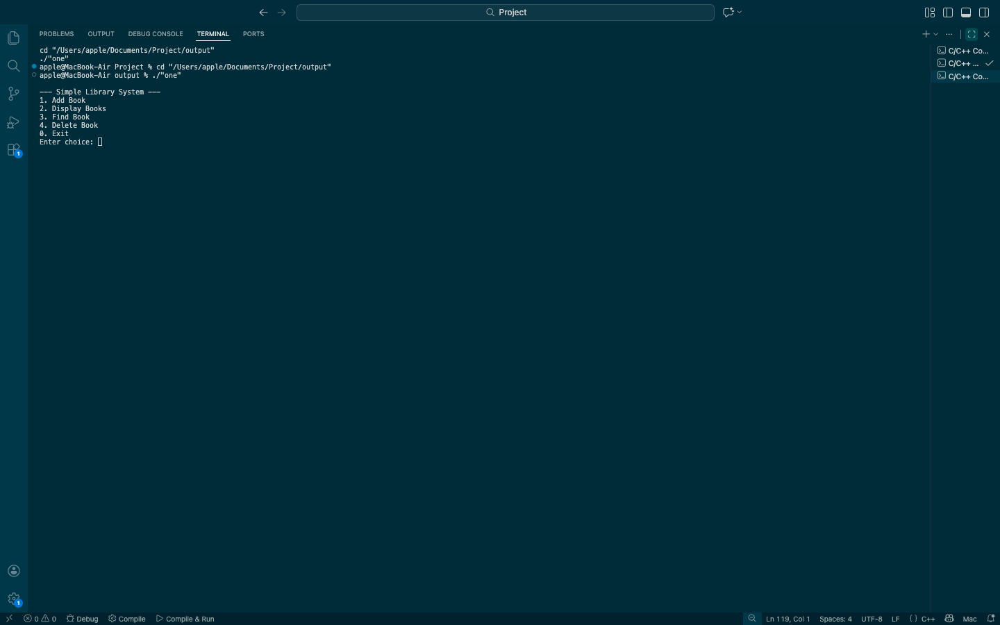 Project
PROBLEMS OUTPUT DEBUG CONSOLE TERMINAL PORTS
cd "/Users/apple/Documents/Project/output"
./"one"
apple@MacBook-Air Project % cd "/Users/apple/Documents/Project/output"
apple@MacBook-Air output % ./"one"
--- Simple Library System ---
1. Add Book
2. Display Books
3. Find Book
4. Delete Book
0. Exit
Enter choice:
C/C++ Co...
C/C++ ...
C/C++ Co...
1
1
0 0 Debug Compile Compile & Run Ln 119, Col 1 Spaces: 4 UTF-8 LF { } C++ Mac